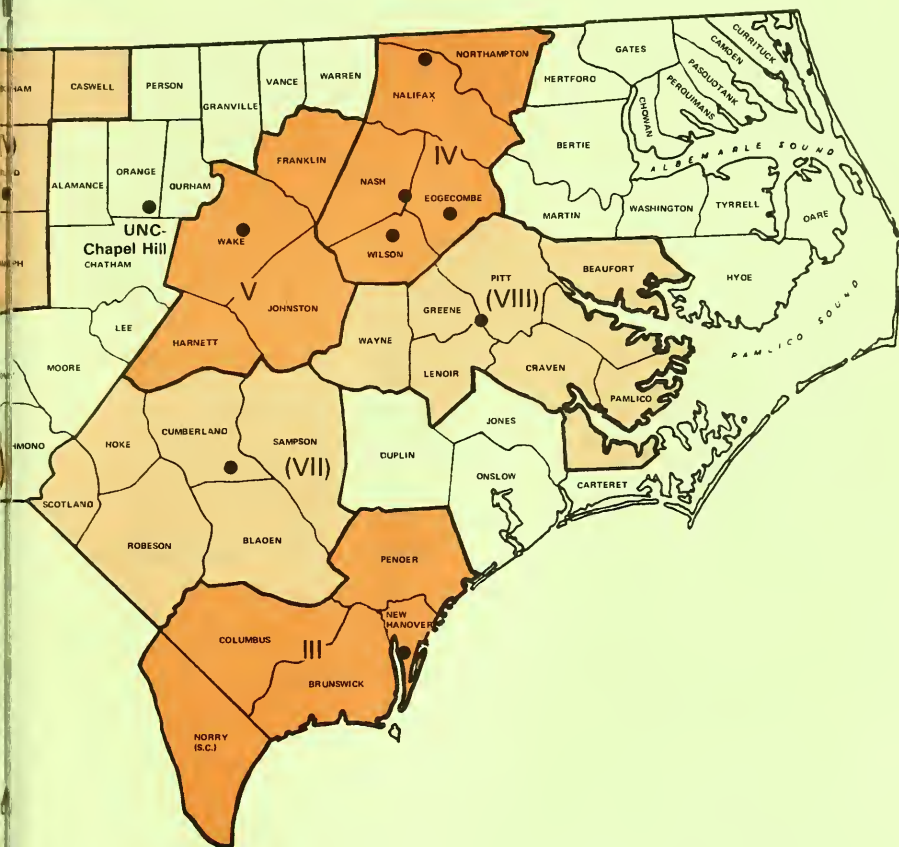 CURRITUCK
CAMDEN
PASQUOTANK
PERQUIMANS
CHOWAN
GATES
NORTHAMPTON
HERTFORD
HAM
CASWELL
PERSON
VANCE
WARREN
GRANVILLE
NALIFAX
BERTIE
ALBEMARLE SOUND
FRANKLIN
IV
NASH
EDGECOMBE
ALAMANCE
ORANGE
DURHAM
MARTIN
WASHINGTON
TYRRELL
DARE
UNC-
Chapel Hill
CHATHAM
WAKE
WILSON
PITT
(VIII)
BEAUFORT
HYDE
V
JOHNSTON
GREENE
WAYNE
LEE
HARNETT
MOORE
LENOIR
CRAVEN
PAMLICO
PAMLICO SOUND
HMOND
HOKE
CUMBERLAND
SAMPSON
(VII)
DUPLIN
JONES
ONSLOW
CARTERET
SCOTLAND
ROBESON
BLADEN
PENDER
NEW
HANOVER
COLUMBUS
III
BRUNSWICK
NORRY
(S.C.)